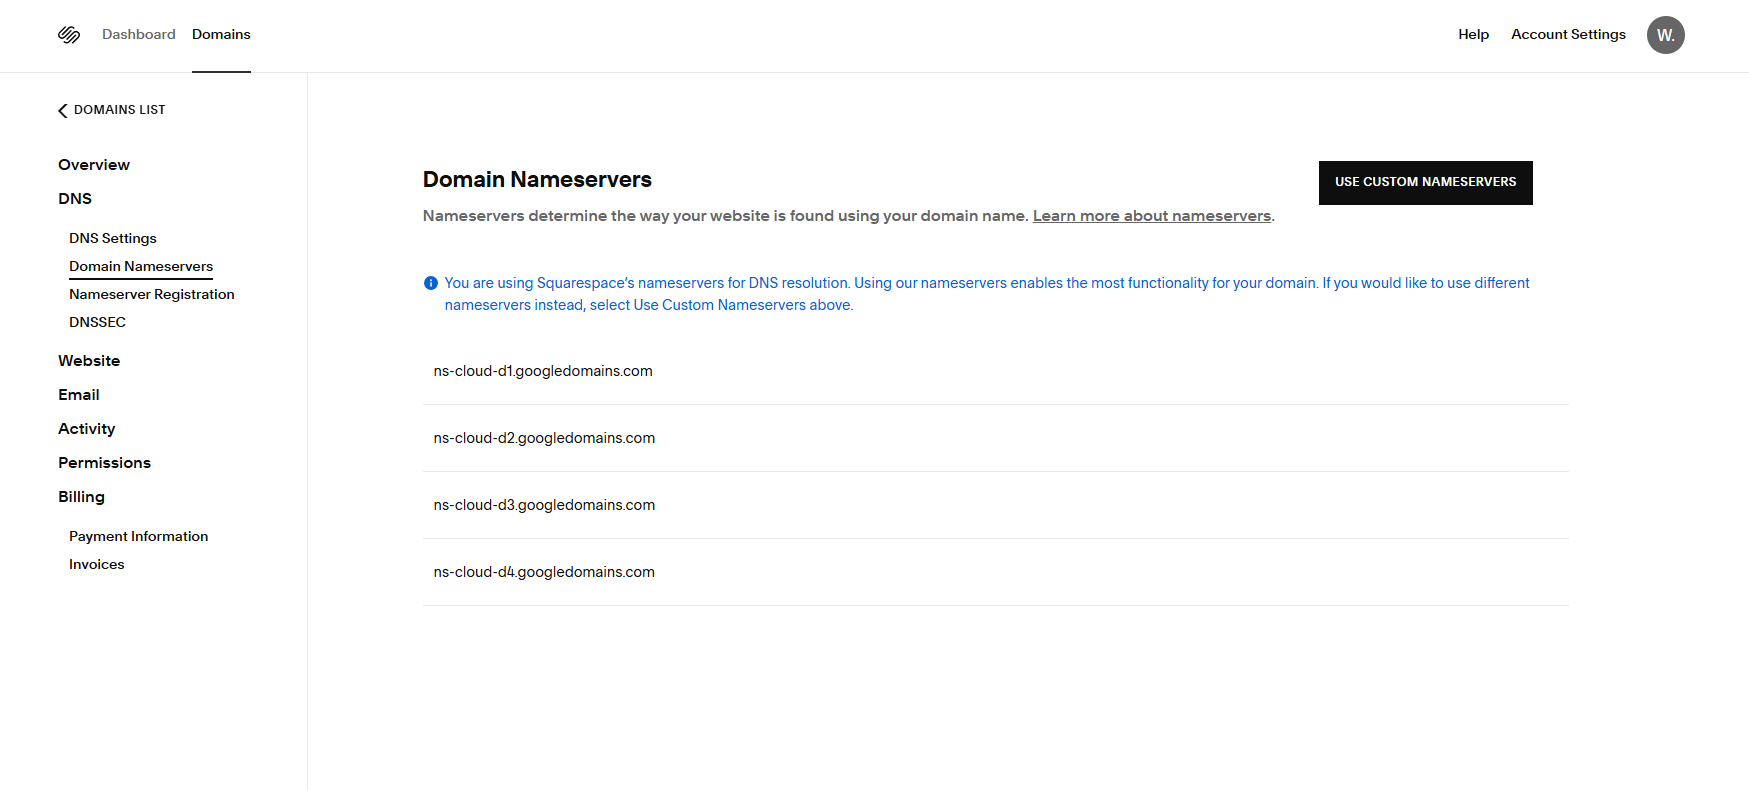 Dashboard Domains Help Account Settings W.
DOMAINS LIST
Overview
DNS
DNS Settings
Domain Nameservers
Nameserver Registration
DNSSEC
Website
Email
Activity
Permissions
Billing
Payment Information
Invoices
Domain Nameservers
USE CUSTOM NAMESERVERS
Nameservers determine the way your website is found using your domain name. Learn more about nameservers.
You are using Squarespace’s nameservers for DNS resolution. Using our nameservers enables the most functionality for your domain. If you would like to use different
nameservers instead, select Use Custom Nameservers above.
ns-cloud-d1.googledomains.com
ns-cloud-d2.googledomains.com
ns-cloud-d3.googledomains.com
ns-cloud-d4.googledomains.com